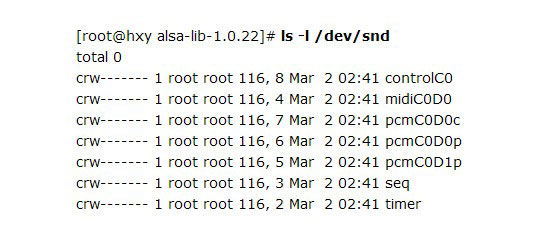 [root@hxy alsa-lib-1.0.22]# ls -l /dev/snd
total 0
crw------- 1 root root 116, 8 Mar  2 02:41 controlC0
crw------- 1 root root 116, 4 Mar  2 02:41 midiC0D0
crw------- 1 root root 116, 7 Mar  2 02:41 pcmC0D0c
crw------- 1 root root 116, 6 Mar  2 02:41 pcmC0D0p
crw------- 1 root root 116, 5 Mar  2 02:41 pcmC0D1p
crw------- 1 root root 116, 3 Mar  2 02:41 seq
crw------- 1 root root 116, 2 Mar  2 02:41 timer